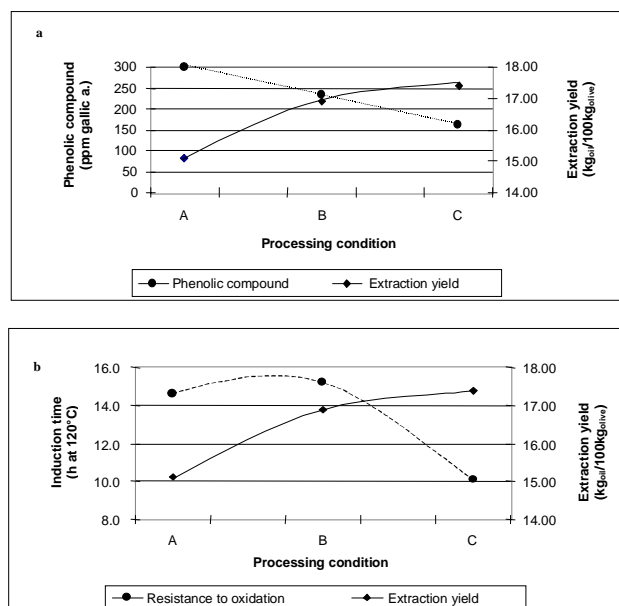 a
Phenolic compound
(ppm gallic a.)
300
250
200
150
100
50
0
18.00
17.00
16.00
15.00
14.00
Extraction yield
(kgoil/100kgolive)
A B C
Processing condition
Phenolic compound Extraction yield
b
Induction time
(h at 120°C)
16.0
14.0
12.0
10.0
8.0
18.00
17.00
16.00
15.00
14.00
Extraction yield
(kgoil/100kgolive)
A B C
Processing condition
Resistance to oxidation Extraction yield